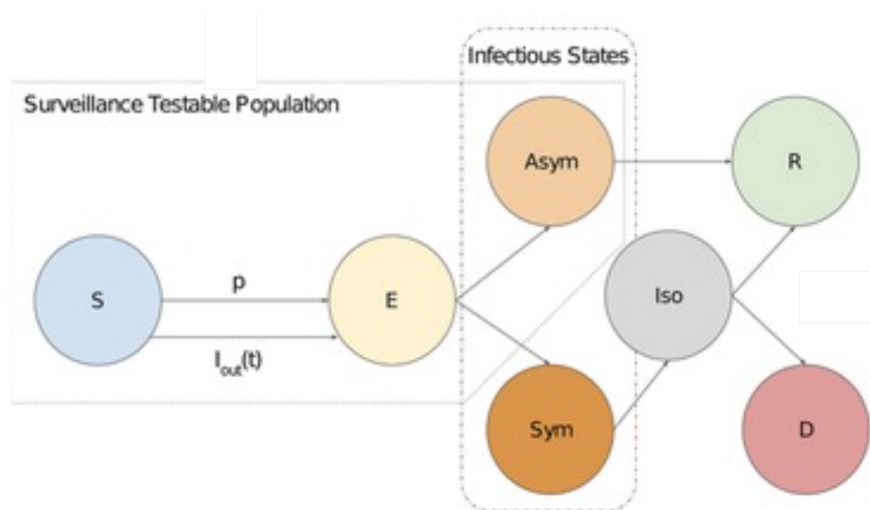 Infectious States
Surveillance Testable Population
Asym
R
S
p
E
Iso
I_out(t)
Sym
D